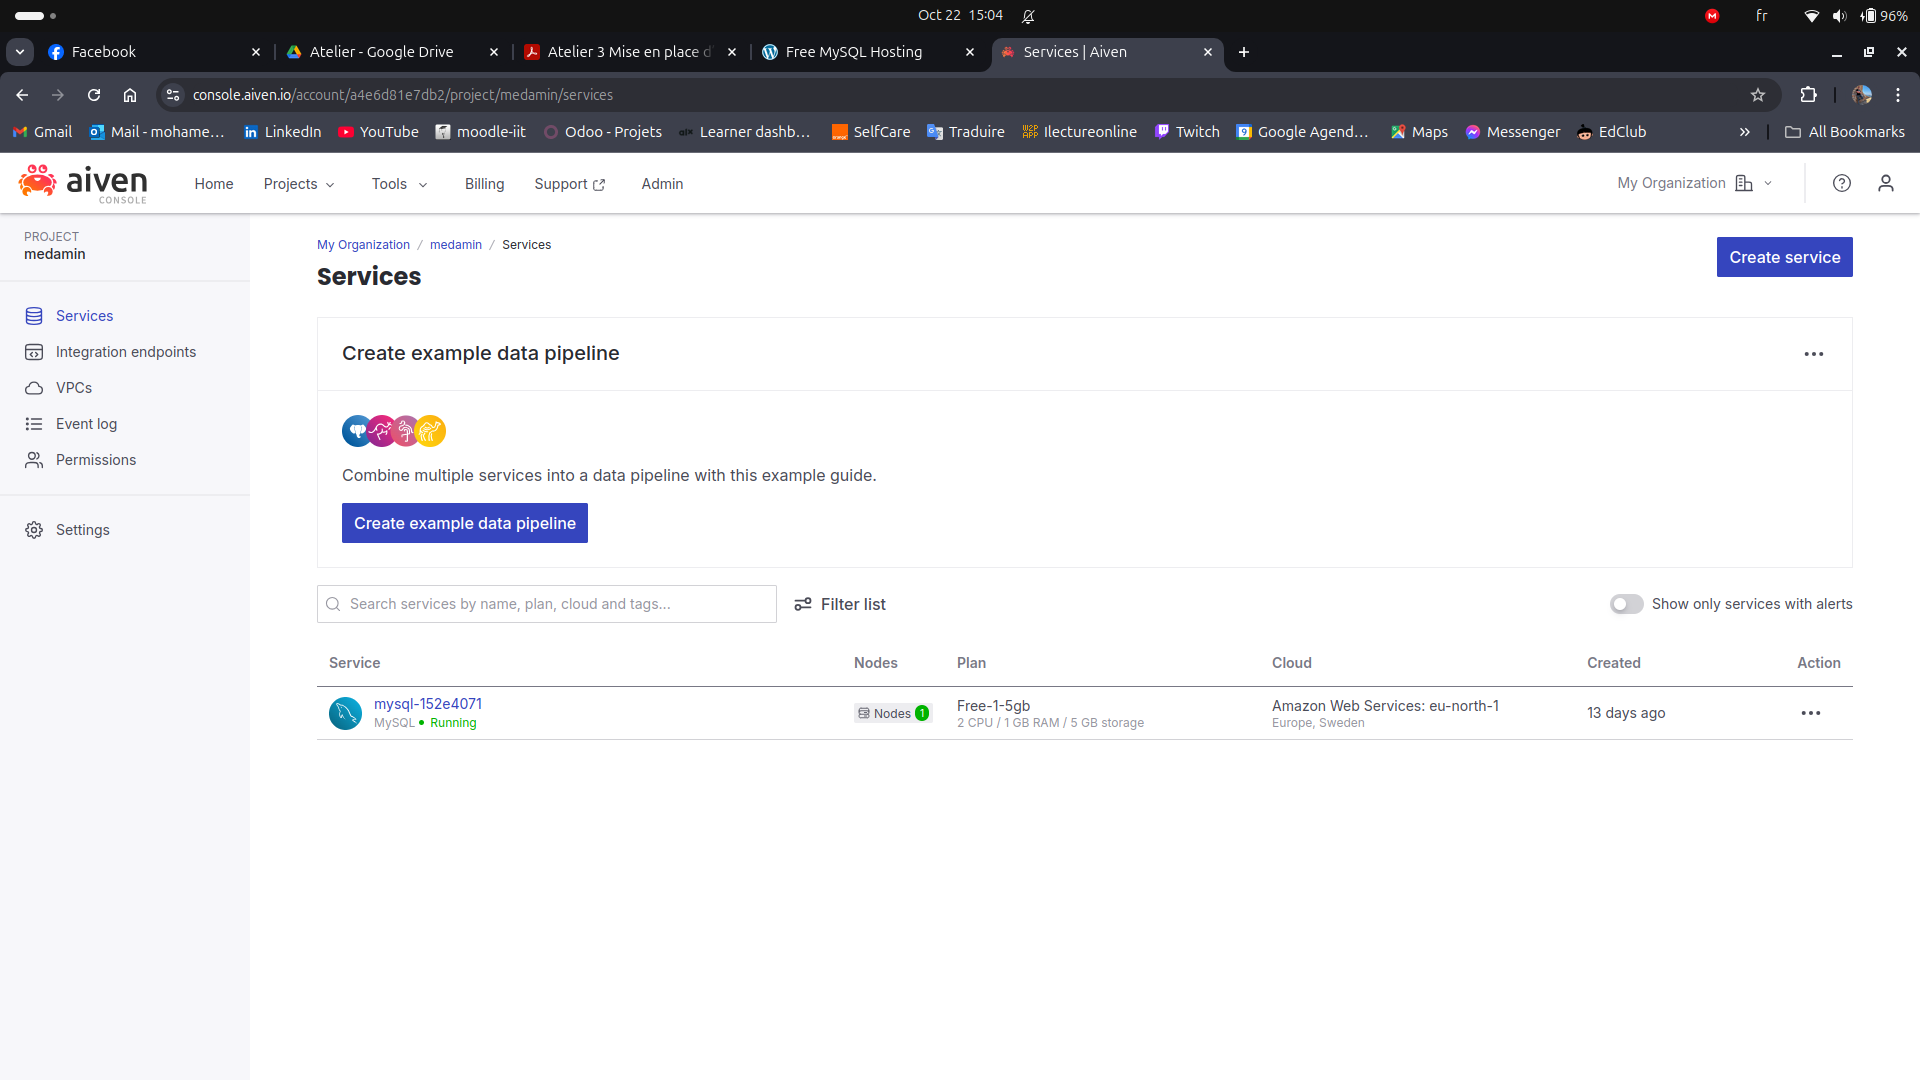 Oct 22 15:04
fr
96%
Facebook
Atelier - Google Drive
Atelier 3 Mise en place d
Free MySQL Hosting
Services | Aiven
console.aiven.io/account/a4e6d81e7db2/project/medamin/services
Gmail
Mail - mohame...
LinkedIn
YouTube
moodle-iit
Odoo - Projets
Learner dashb...
SelfCare
Traduire
Ilectureonline
Twitch
Google Agend...
Maps
Messenger
EdClub
All Bookmarks
aiven
CONSOLE
Home
Projects
Tools
Billing
Support
Admin
My Organization
PROJECT
medamin
Services
Integration endpoints
VPCs
Event log
Permissions
Settings
My Organization / medamin / Services
Services
Create service
Create example data pipeline
Combine multiple services into a data pipeline with this example guide.
Create example data pipeline
Search services by name, plan, cloud and tags...
Filter list
Show only services with alerts
Service Nodes Plan Cloud Created Action
mysql-152e4071
MySQL • Running
Nodes 1
Free-1-5gb
2 CPU / 1 GB RAM / 5 GB storage
Amazon Web Services: eu-north-1
Europe, Sweden
13 days ago